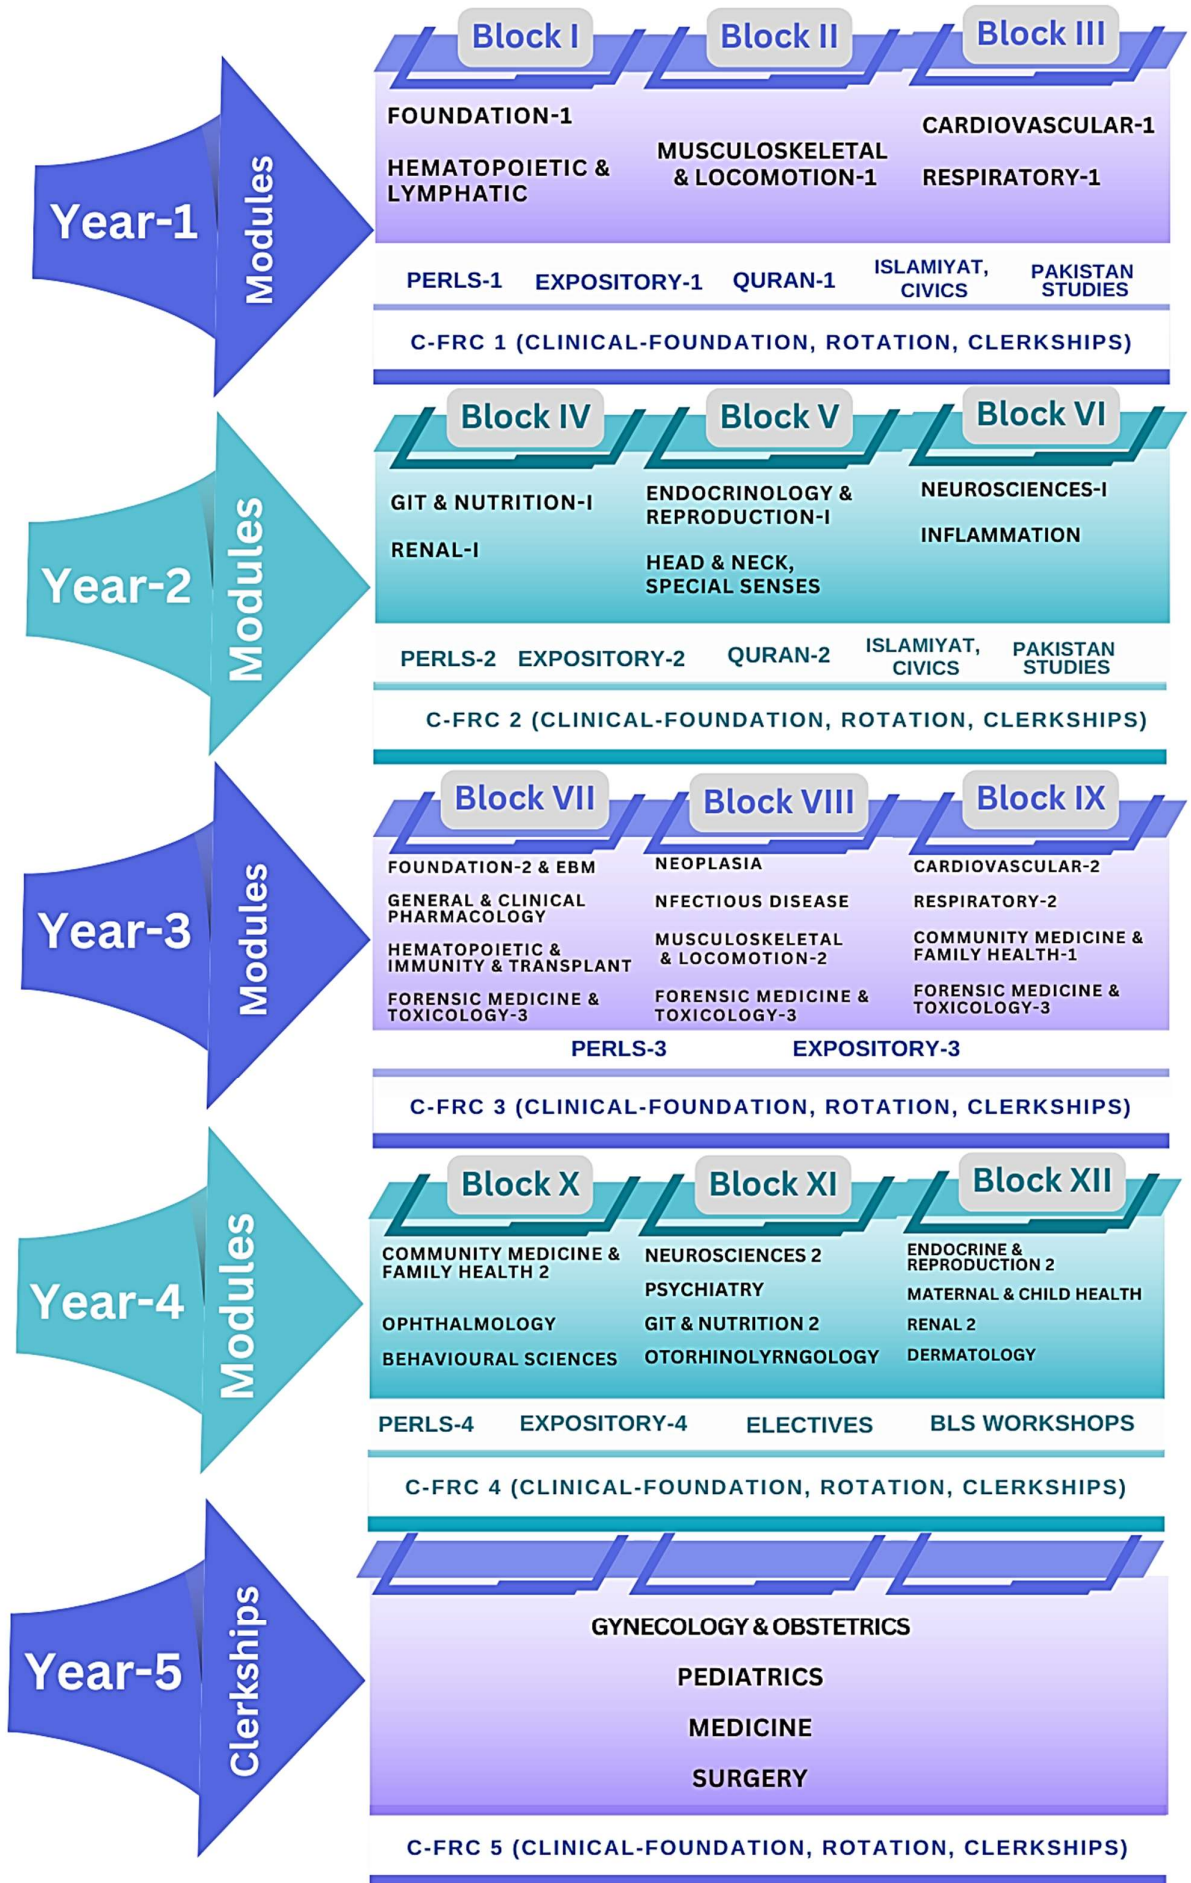 Block I
Block II
Block III
Year-1
Modules
FOUNDATION-1
HEMATOPOIETIC &
LYMPHATIC
MUSCULOSKELETAL
& LOCOMOTION-1
CARDIOVASCULAR-1
RESPIRATORY-1
PERLS-1
EXPOSITORY-1
QURAN-1
ISLAMIYAT,
CIVICS
PAKISTAN
STUDIES
C-FRC 1 (CLINICAL-FOUNDATION, ROTATION, CLERKSHIPS)
Block IV
Block V
Block VI
Year-2
Modules
GIT & NUTRITION-I
RENAL-I
ENDOCRINOLOGY &
REPRODUCTION-I
HEAD & NECK,
SPECIAL SENSES
NEUROSCIENCES-I
INFLAMMATION
PERLS-2
EXPOSITORY-2
QURAN-2
ISLAMIYAT,
CIVICS
PAKISTAN
STUDIES
C-FRC 2 (CLINICAL-FOUNDATION, ROTATION, CLERKSHIPS)
Block VII
Block VIII
Block IX
Year-3
Modules
FOUNDATION-2 & EBM
GENERAL & CLINICAL
PHARMACOLOGY
HEMATOPOIETIC &
IMMUNITY & TRANSPLANT
FORENSIC MEDICINE &
TOXICOLOGY-3
NEOPLASIA
NFECTIOUS DISEASE
MUSCULOSKELETAL
& LOCOMOTION-2
FORENSIC MEDICINE &
TOXICOLOGY-3
CARDIOVASCULAR-2
RESPIRATORY-2
COMMUNITY MEDICINE &
FAMILY HEALTH-1
FORENSIC MEDICINE &
TOXICOLOGY-3
PERLS-3
EXPOSITORY-3
C-FRC 3 (CLINICAL-FOUNDATION, ROTATION, CLERKSHIPS)
Block X
Block XI
Block XII
Year-4
Modules
COMMUNITY MEDICINE &
FAMILY HEALTH 2
OPHTHALMOLOGY
BEHAVIOURAL SCIENCES
NEUROSCIENCES 2
PSYCHIATRY
GIT & NUTRITION 2
OTORHINOLYRNGOLOGY
ENDOCRINE &
REPRODUCTION 2
MATERNAL & CHILD HEALTH
RENAL 2
DERMATOLOGY
PERLS-4
EXPOSITORY-4
ELECTIVES
BLS WORKSHOPS
C-FRC 4 (CLINICAL-FOUNDATION, ROTATION, CLERKSHIPS)
Year-5
Clerkships
GYNECOLOGY & OBSTETRICS
PEDIATRICS
MEDICINE
SURGERY
C-FRC 5 (CLINICAL-FOUNDATION, ROTATION, CLERKSHIPS)